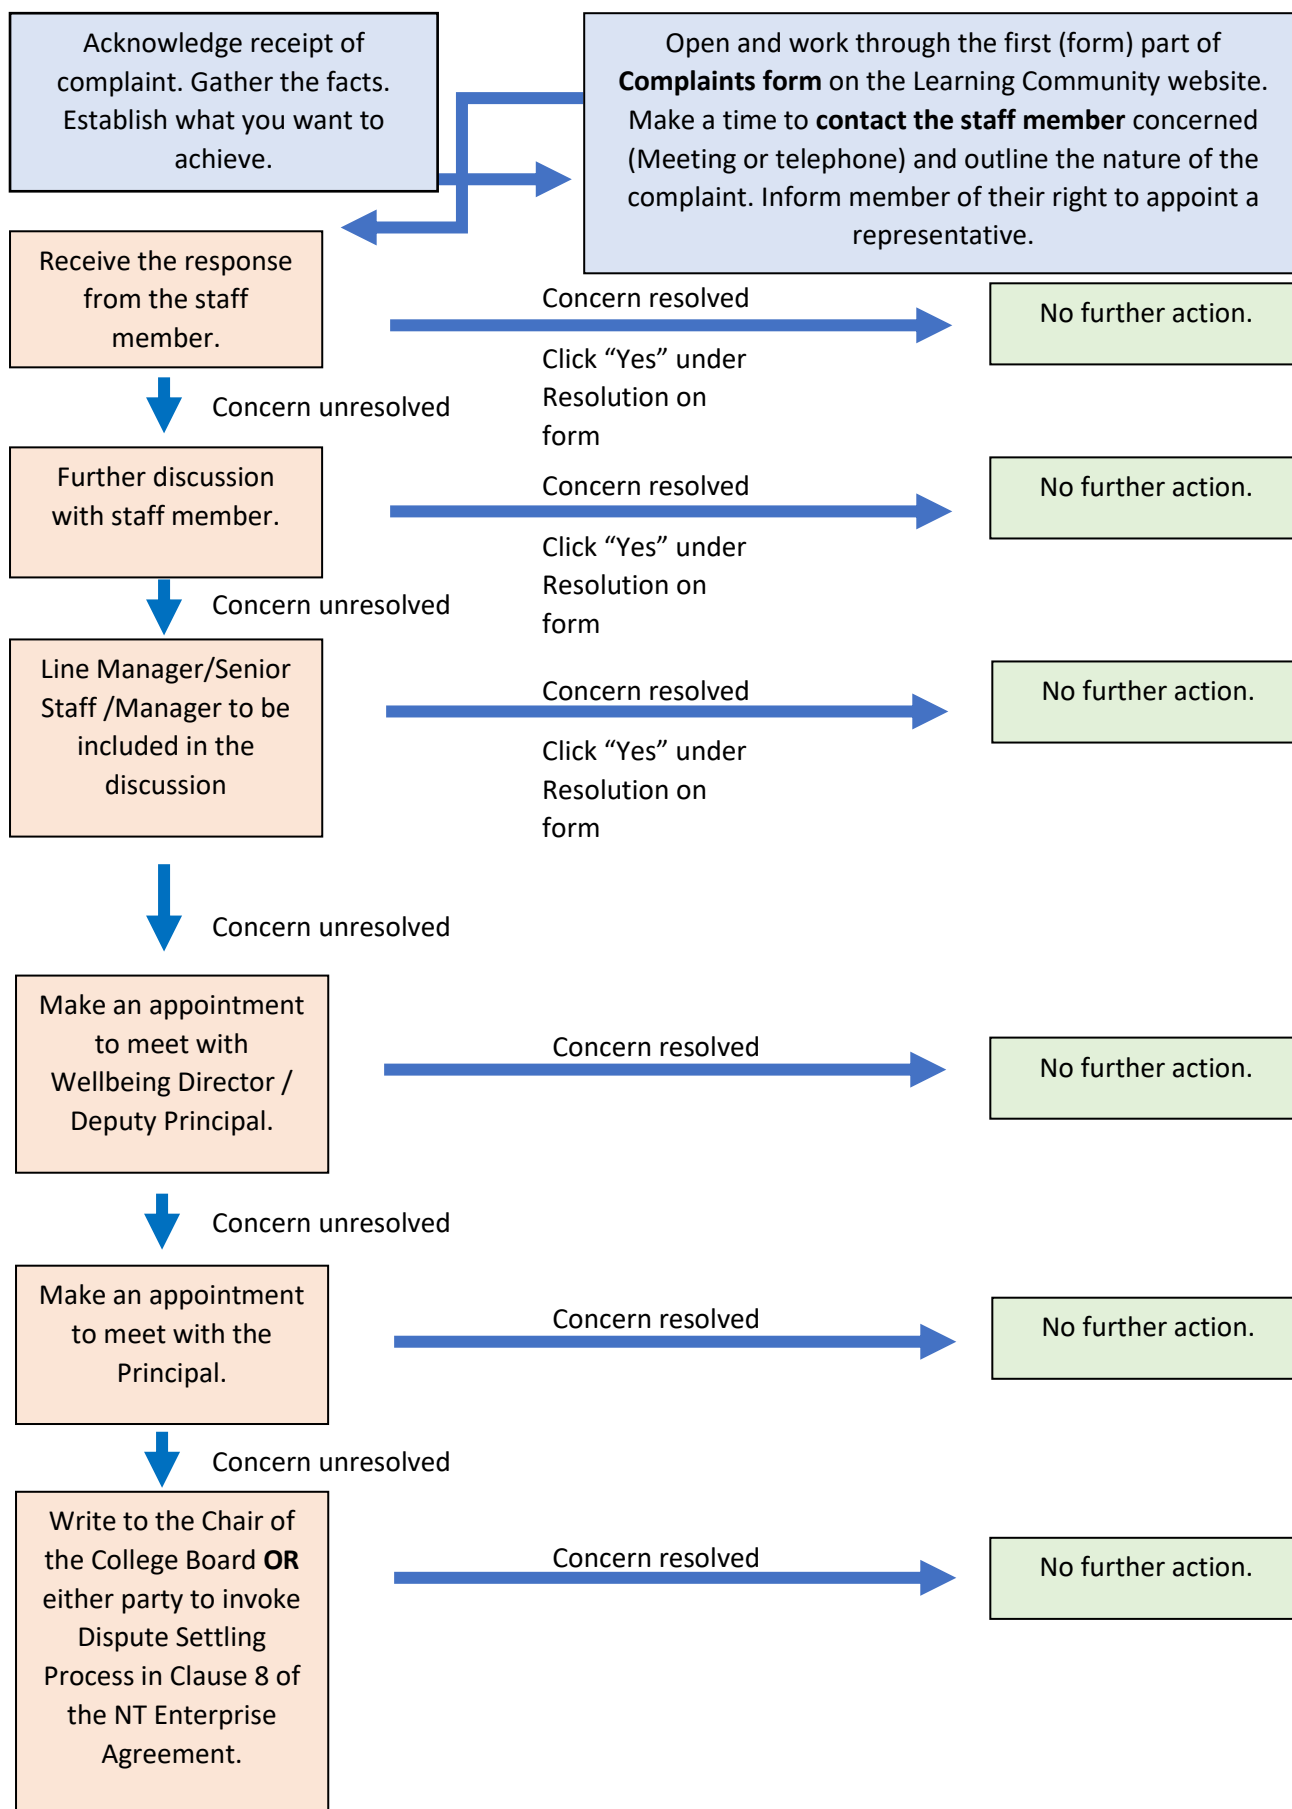 Acknowledge receipt of
complaint. Gather the facts.
Establish what you want to
achieve.
Open and work through the first (form) part of
Complaints form on the Learning Community website.
Make a time to contact the staff member concerned
(Meeting or telephone) and outline the nature of the
complaint. Inform member of their right to appoint a
representative.
Receive the response
from the staff
member.
Concern resolved
Click “Yes” under
Resolution on
form
No further action.
Concern unresolved
Further discussion
with staff member.
Concern resolved
Click “Yes” under
Resolution on
form
No further action.
Concern unresolved
Line Manager/Senior
Staff /Manager to be
included in the
discussion
Concern resolved
Click “Yes” under
Resolution on
form
No further action.
Concern unresolved
Make an appointment
to meet with
Wellbeing Director /
Deputy Principal.
Concern resolved
No further action.
Concern unresolved
Make an appointment
to meet with the
Principal.
Concern resolved
No further action.
Concern unresolved
Write to the Chair of
the College Board OR
either party to invoke
Dispute Settling
Process in Clause 8 of
the NT Enterprise
Agreement.
Concern resolved
No further action.